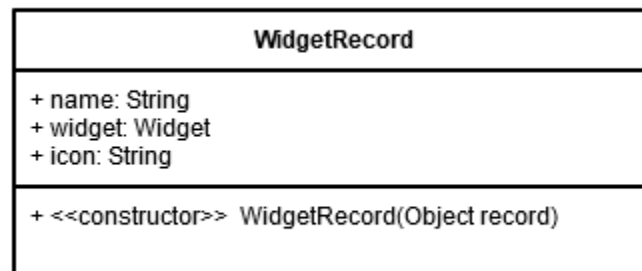 WidgetRecord
+ name: String
+ widget: Widget
+ icon: String
+ <<constructor>> WidgetRecord(Object record)